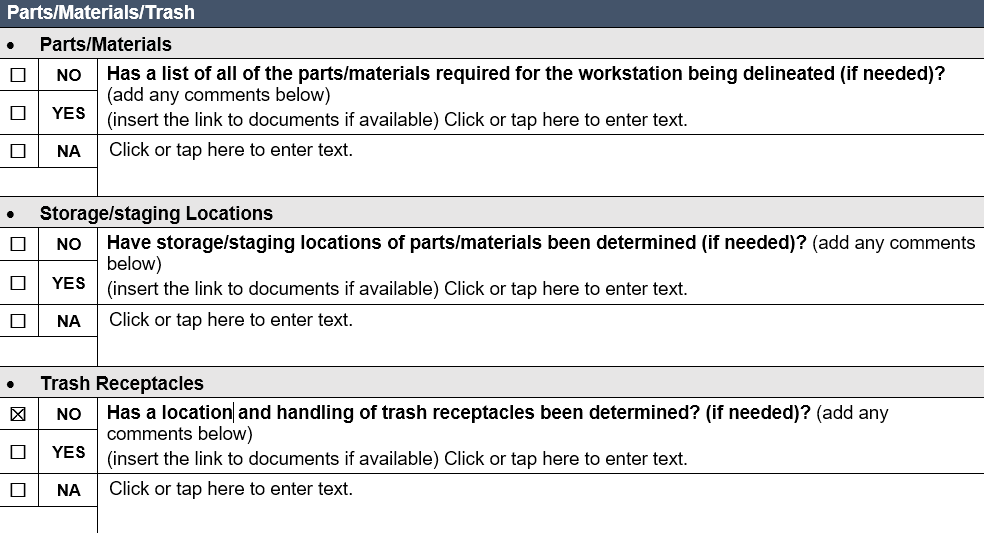 Parts/Materials/Trash
• Parts/Materials
☐ NO Has a list of all of the parts/materials required for the workstation being delineated (if needed)?
(add any comments below)
☐ YES (insert the link to documents if available) Click or tap here to enter text.
☐ NA Click or tap here to enter text.
• Storage/staging Locations
☐ NO Have storage/staging locations of parts/materials been determined (if needed)? (add any comments
below)
☐ YES (insert the link to documents if available) Click or tap here to enter text.
☐ NA Click or tap here to enter text.
• Trash Receptacles
☒ NO Has a location and handling of trash receptacles been determined? (if needed)? (add any
comments below)
☐ YES (insert the link to documents if available) Click or tap here to enter text.
☐ NA Click or tap here to enter text.